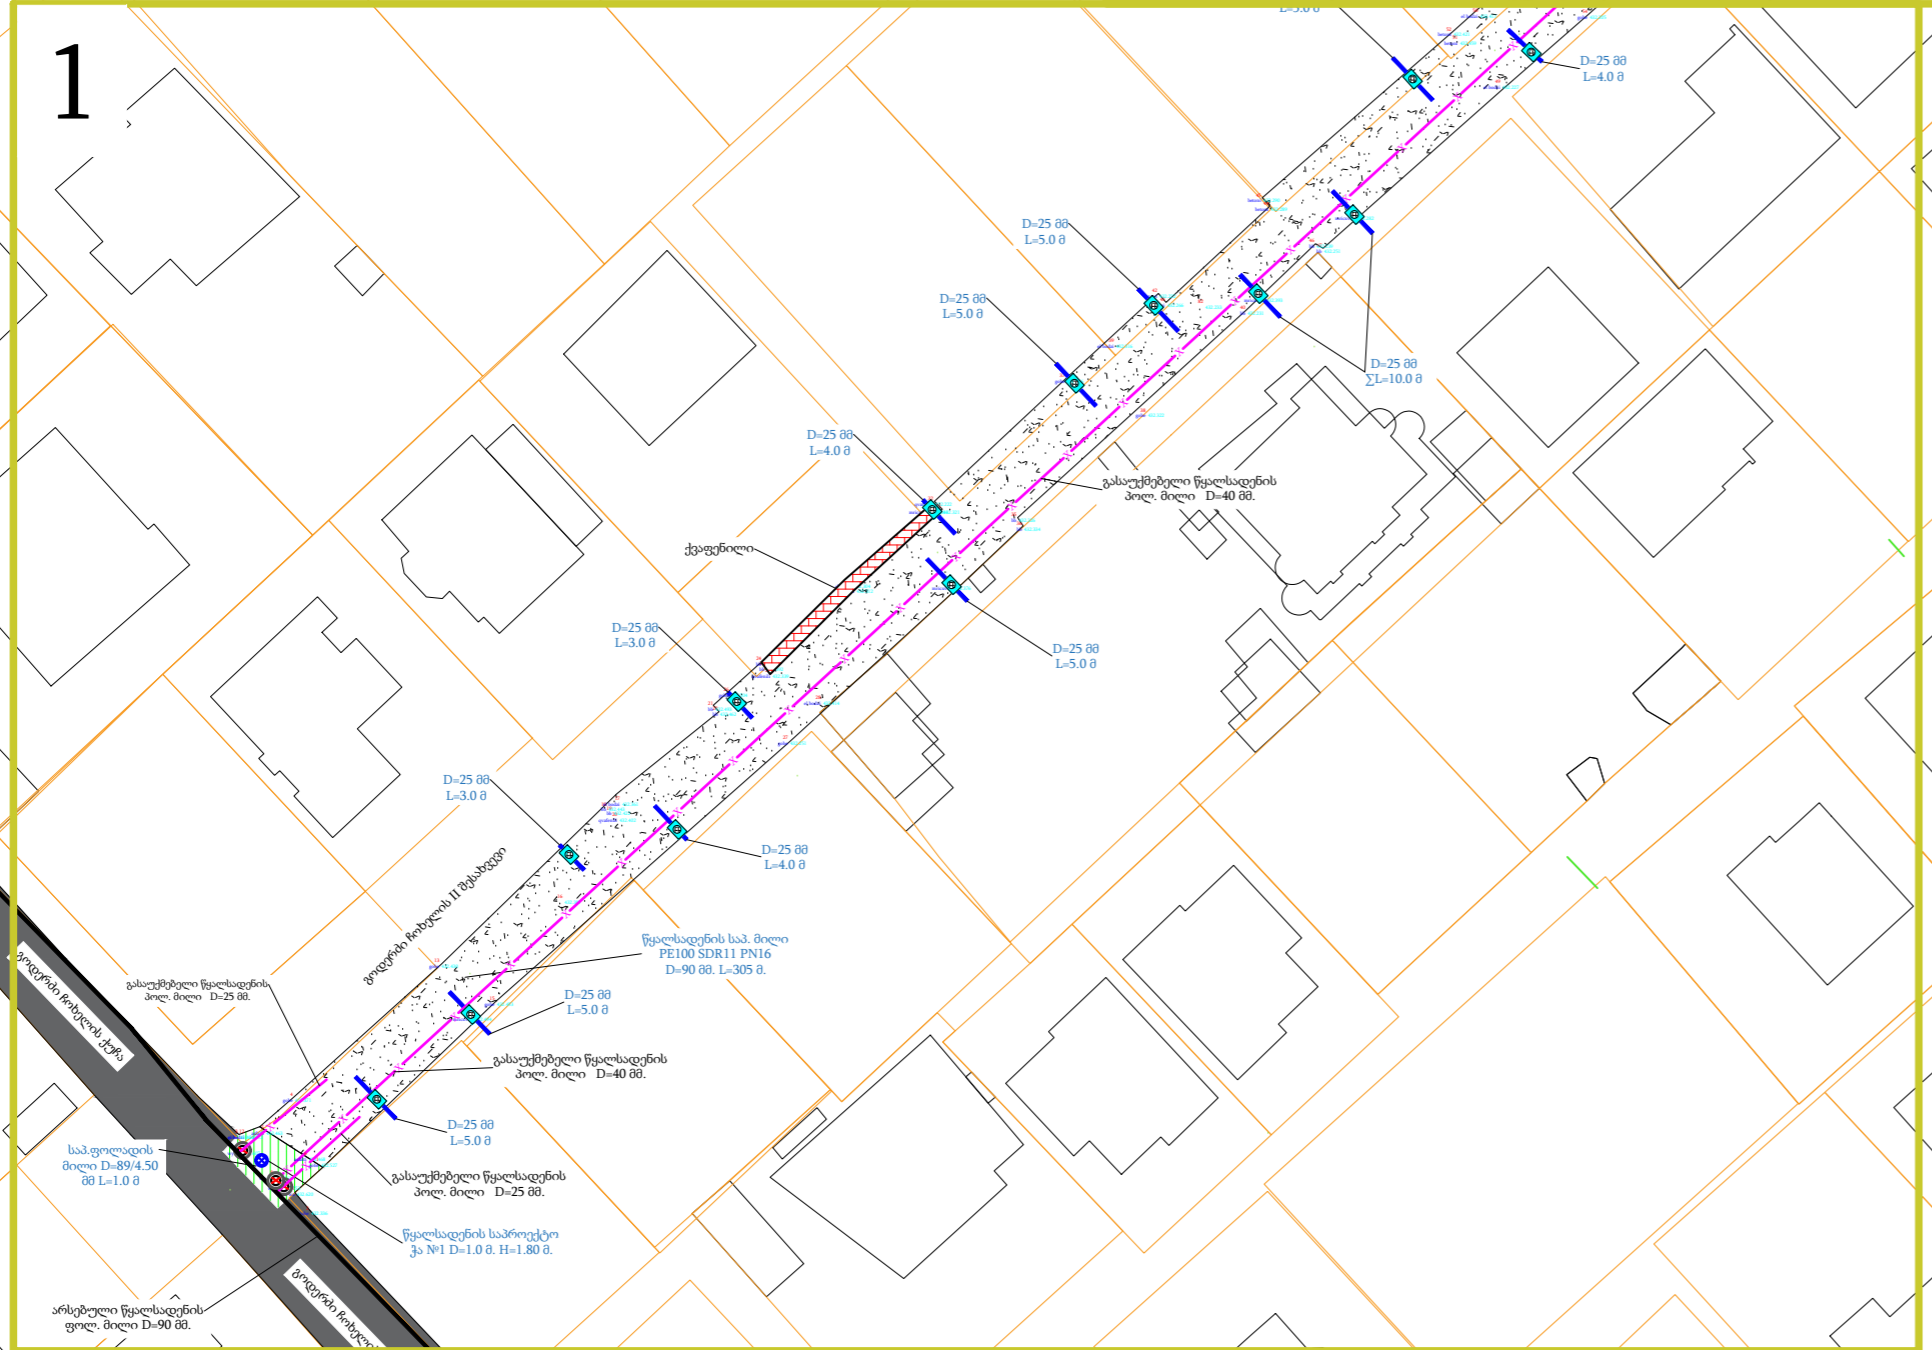 1
D=25 მმ
L=4.0 მ
D=25 მმ
L=5.0 მ
D=25 მმ
L=5.0 მ
D=25 მმ
∑L=10.0 მ
D=25 მმ
L=4.0 მ
გასაუქმებელი წყალსადენის
პოლ. მილი D=40 მმ.
ქვაფენილი
D=25 მმ
L=3.0 მ
D=25 მმ
L=5.0 მ
D=25 მმ
L=3.0 მ
D=25 მმ
L=4.0 მ
გოდერძი ჩოხელის II შესახვევი
წყალსადენის საპ. მილი
PE100 SDR11 PN16
D=90 მმ. L=305 მ.
გოდერძი ჩოხელის ქუჩა
გასაუქმებელი წყალსადენის
პოლ. მილი D=25 მმ.
D=25 მმ
L=5.0 მ
გასაუქმებელი წყალსადენის
პოლ. მილი D=40 მმ.
D=25 მმ
L=5.0 მ
საპ.ფოლადის
მილი D=89/4.50
მმ L=1.0 მ
გასაუქმებელი წყალსადენის
პოლ. მილი D=25 მმ.
წყალსადენის საპროექტო
ჭა №1 D=1.0 მ. H=1.80 მ.
არსებული წყალსადენის
ფოლ. მილი D=90 მმ.
გოდერძი